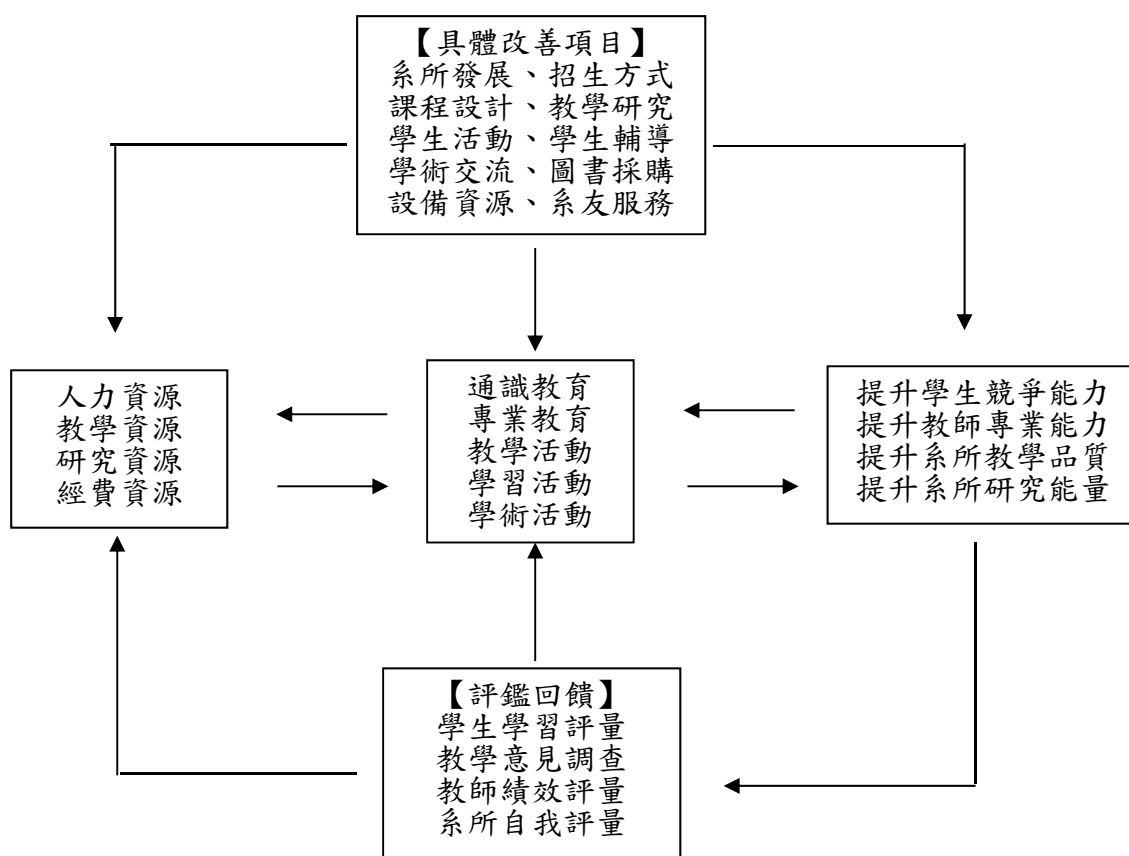 【具體改善項目】
系所發展、招生方式
課程設計、教學研究
學生活動、學生輔導
學術交流、圖書採購
設備資源、系友服務
人力資源
教學資源
研究資源
經費資源
通識教育
專業教育
教學活動
學習活動
學術活動
提升學生競爭能力
提升教師專業能力
提升系所教學品質
提升系所研究能量
【評鑑回饋】
學生學習評量
教學意見調查
教師績效評量
系所自我評量